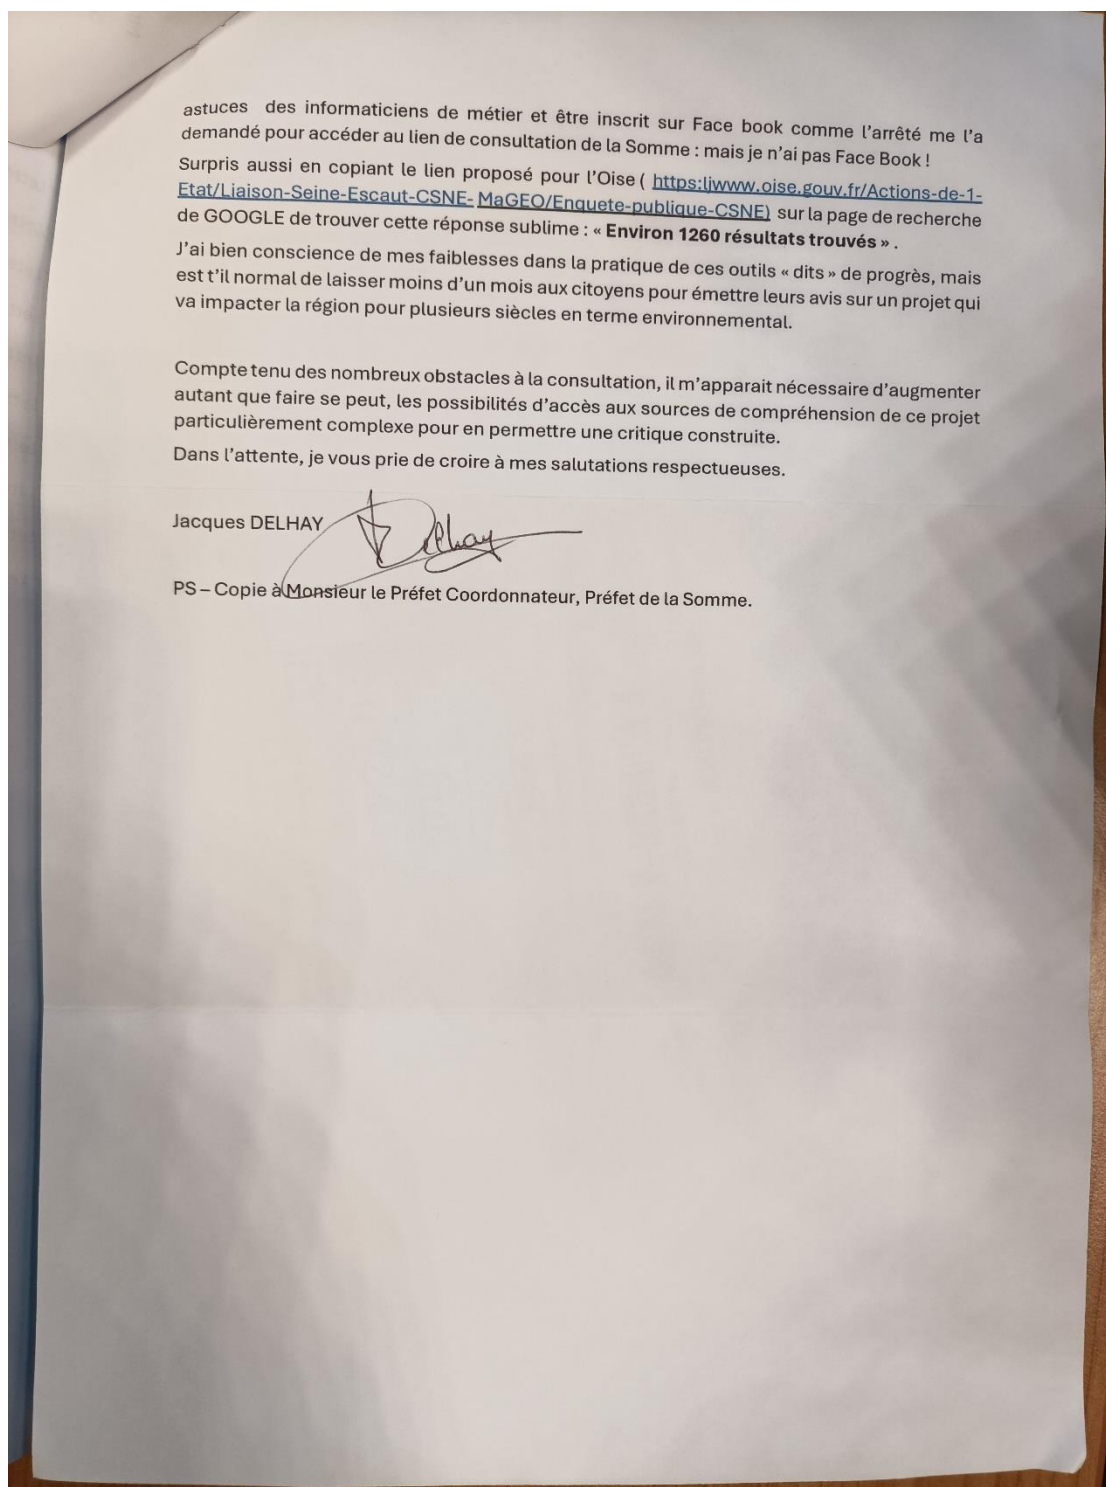 astuces des informaticiens de métier et être inscrit sur Face book comme l'arrêté me l'a
demandé pour accéder au lien de consultation de la Somme : mais je n'ai pas Face Book !
Surpris aussi en copiant le lien proposé pour l'Oise ( https:ljwww.oise.gouv.fr/Actions-de-1-
Etat/Liaison-Seine-Escaut-CSNE- MaGEO/Enquete-publique-CSNE) sur la page de recherche
de GOOGLE de trouver cette réponse sublime : « Environ 1260 résultats trouvés » .
J'ai bien conscience de mes faiblesses dans la pratique de ces outils « dits » de progrès, mais
est t'il normal de laisser moins d'un mois aux citoyens pour émettre leurs avis sur un projet qui
va impacter la région pour plusieurs siècles en terme environnemental.
Compte tenu des nombreux obstacles à la consultation, il m'apparait nécessaire d'augmenter
autant que faire se peut, les possibilités d'accès aux sources de compréhension de ce projet
particulièrement complexe pour en permettre une critique construite.
Dans l'attente, je vous prie de croire à mes salutations respectueuses.
Jacques DELHAY
Delhay
PS – Copie à Monsieur le Préfet Coordonnateur, Préfet de la Somme.